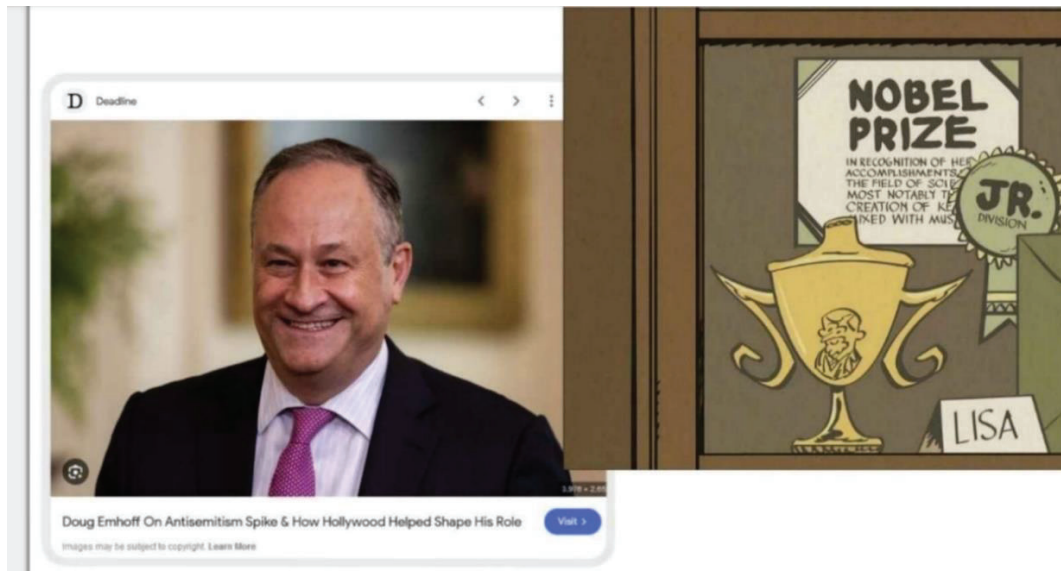 D Deadline
Doug Emhoff On Antisemitism Spike & How Hollywood Helped Shape His Role
Visit >
Images may be subject to copyright. Learn More
NOBEL
PRIZE
IN RECOGNITION OF HER
ACCOMPLISHMENTS
THE FIELD OF
MOST NOTABLY
CREATION OF
MIXED WITH
JR.
DIVISION
LISA